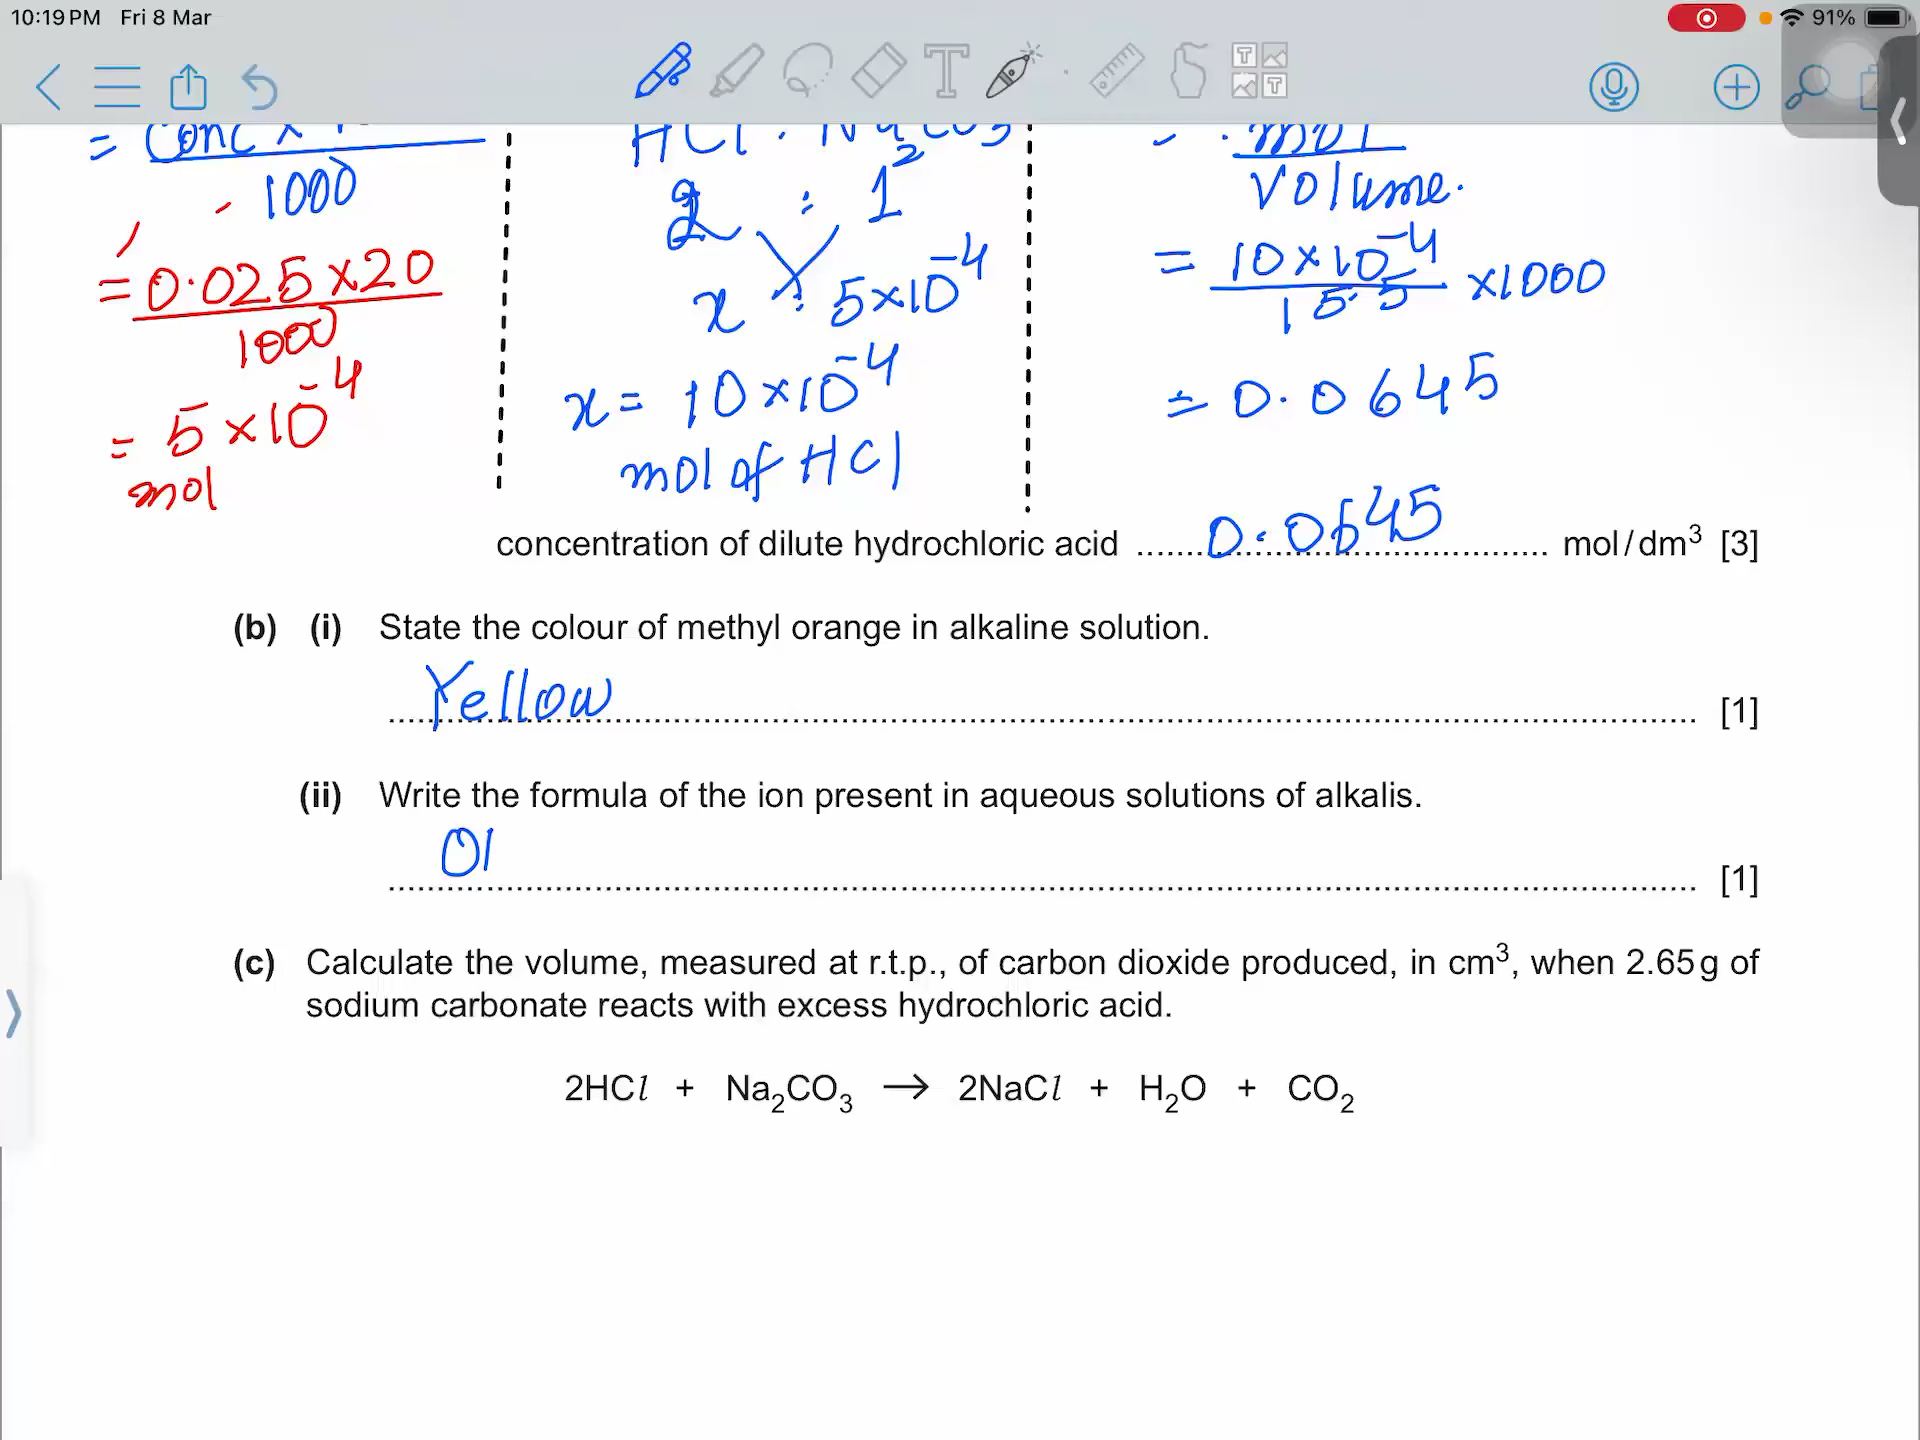 10:19 PM Fri 8 Mar
91%
= conc x
1000
= 0.025 x 20
1000
= 5 x 10⁻⁴
mol
HCl : Na₂CO₃
2 : 1
x : 5 x 10⁻⁴
x = 10 x 10⁻⁴
mol of HCl
= mol
Volume.
= 10 x 10⁻⁴
15.5 x1000
= 0.0645
concentration of dilute hydrochloric acid ..... 0.0645 ..... mol/dm³ [3]
(b) (i) State the colour of methyl orange in alkaline solution.
Yellow ..... [1]
(ii) Write the formula of the ion present in aqueous solutions of alkalis.
..... [1]
(c) Calculate the volume, measured at r.t.p., of carbon dioxide produced, in cm³, when 2.65 g of
sodium carbonate reacts with excess hydrochloric acid.
2HCl + Na₂CO₃ → 2NaCl + H₂O + CO₂